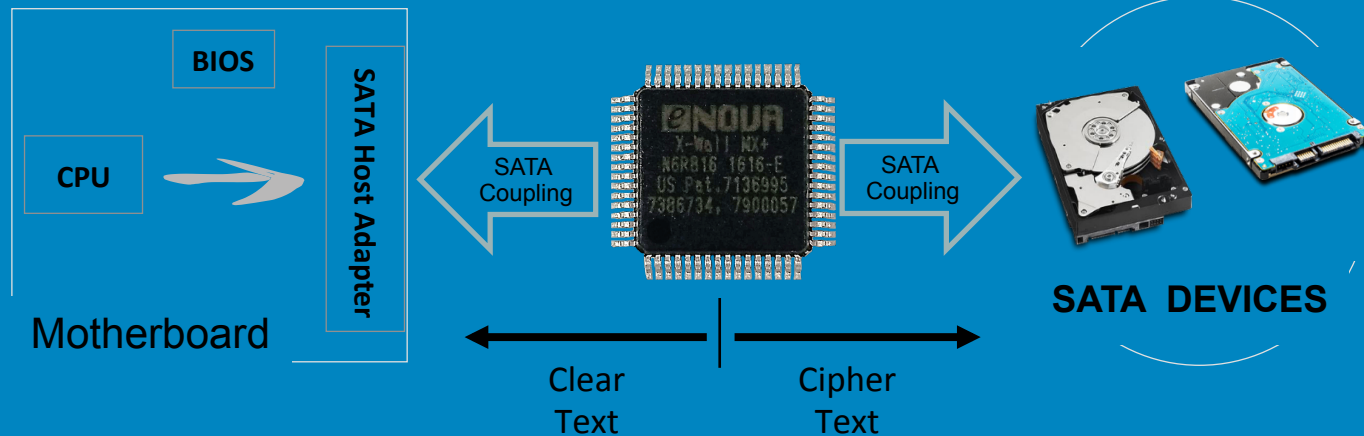 BIOS
CPU
SATA Host Adapter
Motherboard
SATA
Coupling
eNOVA
X-Wall MX+
N6R816 1616-E
US Pat.7136995
7386734, 7900057
SATA
Coupling
SATA DEVICES
Clear
Text
Cipher
Text